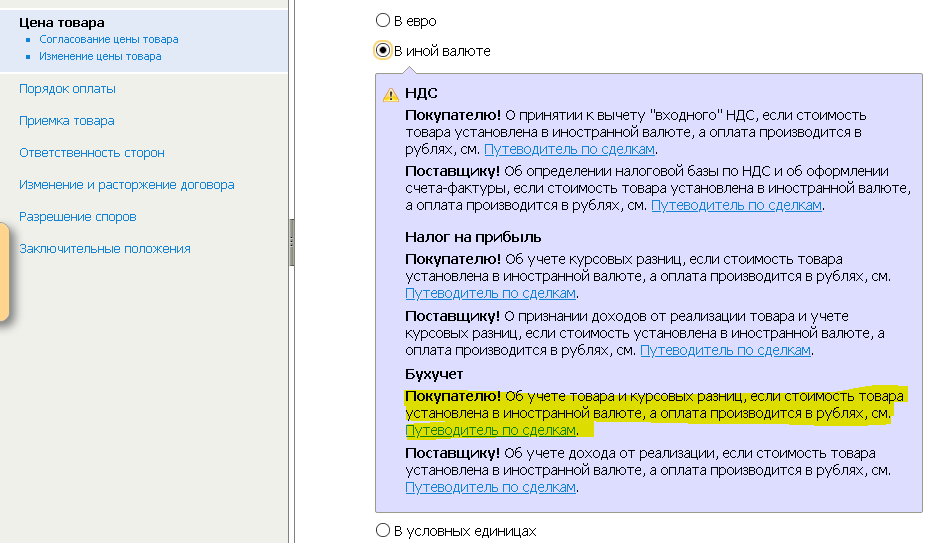 Цена товара
Согласование цены товара
Изменение цены товара
Порядок оплаты
Приемка товара
Ответственность сторон
Изменение и расторжение договора
Разрешение споров
Заключительные положения
В евро
В иной валюте
НДС
Покупателю! О принятии к вычету "входного" НДС, если стоимость
товара установлена в иностранной валюте, а оплата производится в
рублях, см. Путеводитель по сделкам.
Поставщику! Об определении налоговой базы по НДС и об оформлении
счета-фактуры, если стоимость товара установлена в иностранной валюте,
а оплата производится в рублях, см. Путеводитель по сделкам.
Налог на прибыль
Покупателю! Об учете курсовых разниц, если стоимость товара
установлена в иностранной валюте, а оплата производится в рублях, см.
Путеводитель по сделкам.
Поставщику! О признании доходов от реализации товара и учете
курсовых разниц, если стоимость установлена в иностранной валюте, а
оплата производится в рублях, см. Путеводитель по сделкам.
Бухучет
Покупателю! Об учете товара и курсовых разниц, если стоимость товара
установлена в иностранной валюте, а оплата производится в рублях, см.
Путеводитель по сделкам.
Поставщику! Об учете дохода от реализации, если стоимость товара
установлена в иностранной валюте, а оплата производится в рублях, см.
Путеводитель по сделкам.
В условных единицах